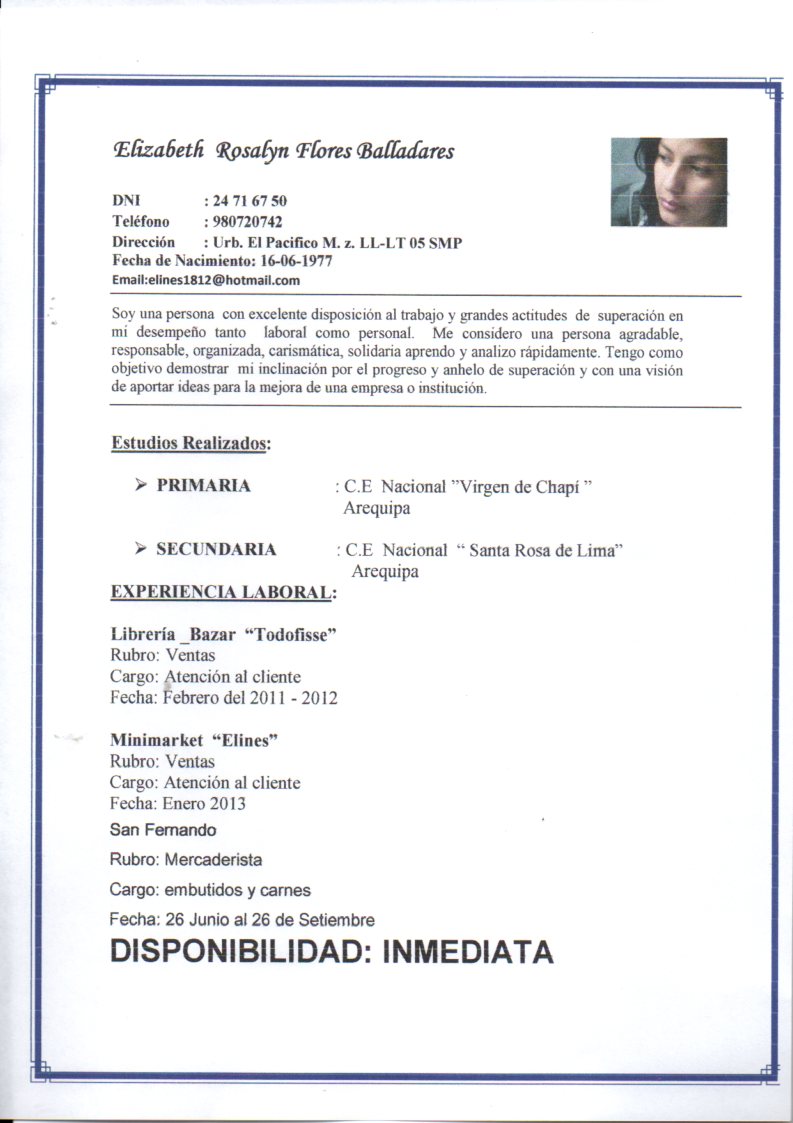 Elizabeth Rosalyn Flores Balladares
DNI : 24 71 67 50
Teléfono : 980720742
Dirección : Urb. El Pacifico M. z. LL-LT 05 SMP
Fecha de Nacimiento: 16-06-1977
Email:elines1812@hotmail.com
Soy una persona con excelente disposición al trabajo y grandes actitudes de superación en
mi desempeño tanto laboral como personal. Me considero una persona agradable,
responsable, organizada, carismática, solidaria aprendo y analizo rápidamente. Tengo como
objetivo demostrar mi inclinación por el progreso y anhelo de superación y con una visión
de aportar ideas para la mejora de una empresa o institución.
Estudios Realizados:
➢ PRIMARIA : C.E Nacional ”Virgen de Chapí ”
Arequipa
➢ SECUNDARIA : C.E Nacional “ Santa Rosa de Lima”
Arequipa
EXPERIENCIA LABORAL:
Librería _Bazar “Todofisse”
Rubro: Ventas
Cargo: Atención al cliente
Fecha: Febrero del 2011 - 2012
Minimarket “Elines”
Rubro: Ventas
Cargo: Atención al cliente
Fecha: Enero 2013
San Fernando
Rubro: Mercaderista
Cargo: embutidos y carnes
Fecha: 26 Junio al 26 de Setiembre
DISPONIBILIDAD: INMEDIATA